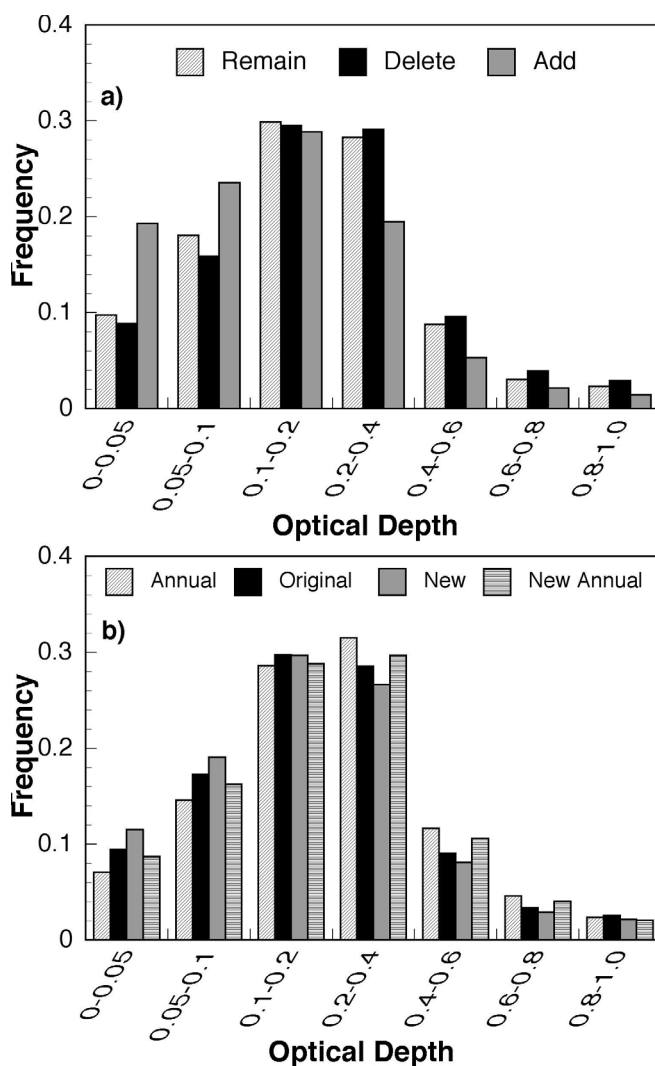 0.4
Remain Delete Add
a)
0.3
Frequency
0.2
0.1
0
0-0.05 0.05-0.1 0.1-0.2 0.2-0.4 0.4-0.6 0.6-0.8 0.8-1.0
Optical Depth
0.4
Annual Original New New Annual
b)
0.3
Frequency
0.2
0.1
0
0-0.05 0.05-0.1 0.1-0.2 0.2-0.4 0.4-0.6 0.6-0.8 0.8-1.0
Optical Depth